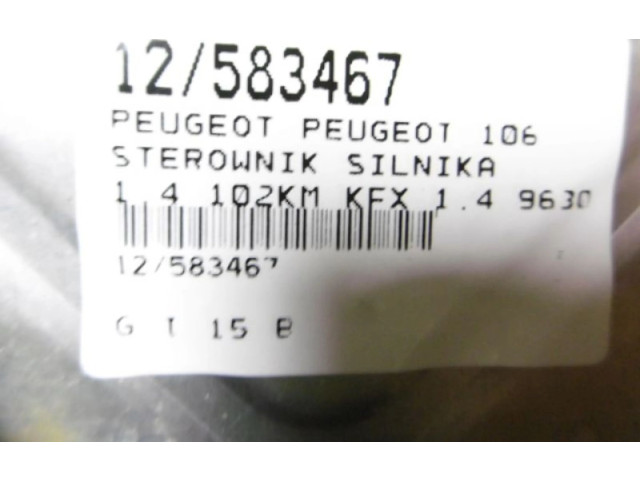 12/583467
PEUGEOT PEUGEOT 106
STEROWNIK SILNIKA
1.4 102KM KFX 1.4 9630
12/583467
G I 15 B